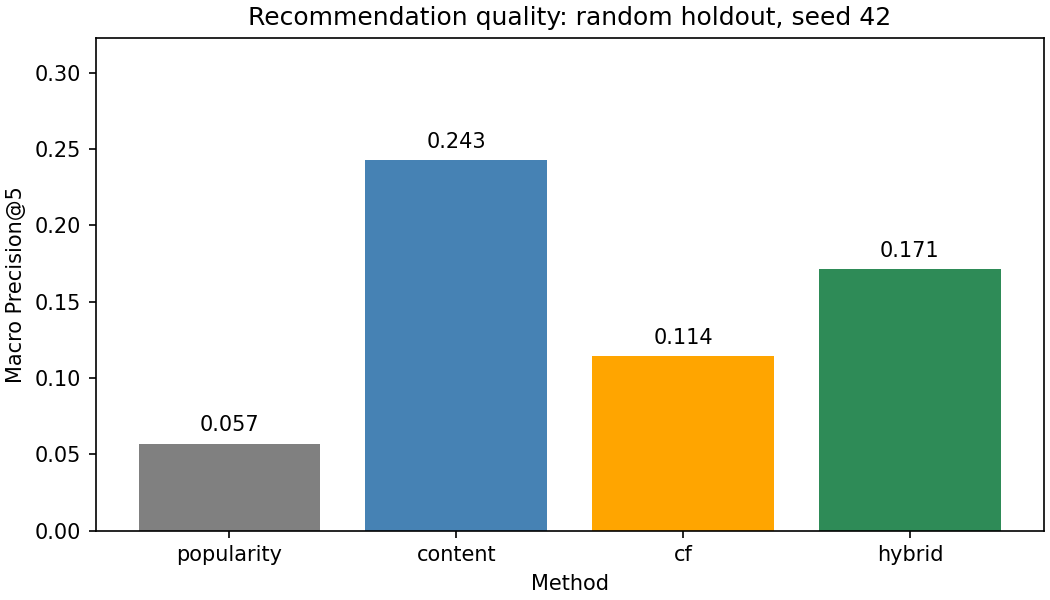 Recommendation quality: random holdout, seed 42
Macro Precision@5
0.30
0.25
0.20
0.15
0.10
0.05
0.00
0.057
0.243
0.114
0.171
popularity
content
cf
hybrid
Method